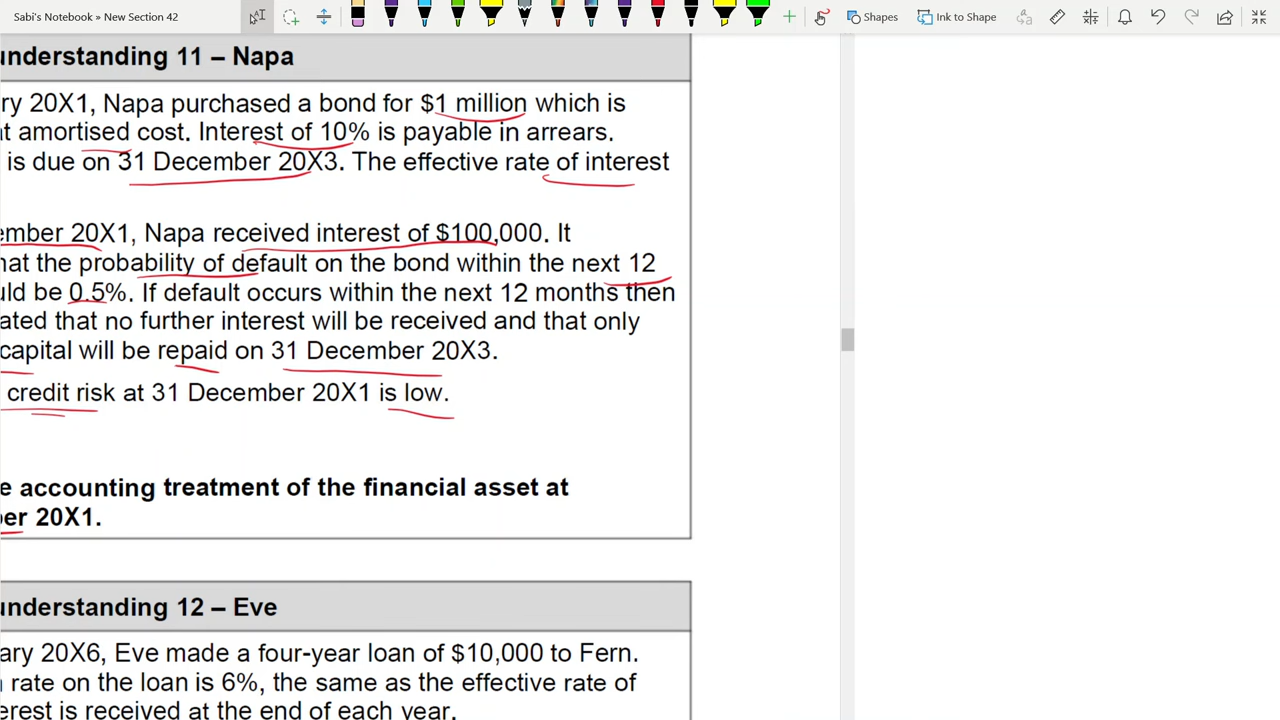 Sabi's Notebook » New Section 42
Shapes
Ink to Shape
understanding 11 – Napa
ry 20X1, Napa purchased a bond for $1 million which is
t amortised cost. Interest of 10% is payable in arrears.
is due on 31 December 20X3. The effective rate of interest
ember 20X1, Napa received interest of $100,000. It
hat the probability of default on the bond within the next 12
uld be 0.5%. If default occurs within the next 12 months then
ated that no further interest will be received and that only
capital will be repaid on 31 December 20X3.
credit risk at 31 December 20X1 is low.
e accounting treatment of the financial asset at
ber 20X1.
understanding 12 – Eve
ary 20X6, Eve made a four-year loan of $10,000 to Fern.
n rate on the loan is 6%, the same as the effective rate of
erest is received at the end of each year.